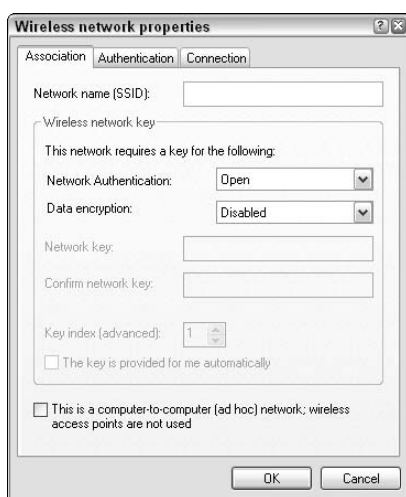 Wireless network properties
Association Authentication Connection
Network name (SSID):
Wireless network key
This network requires a key for the following:
Network Authentication: Open
Data encryption: Disabled
Network key:
Confirm network key:
Key index (advanced): 1
The key is provided for me automatically
This is a computer-to-computer (ad hoc) network; wireless
access points are not used
OK Cancel